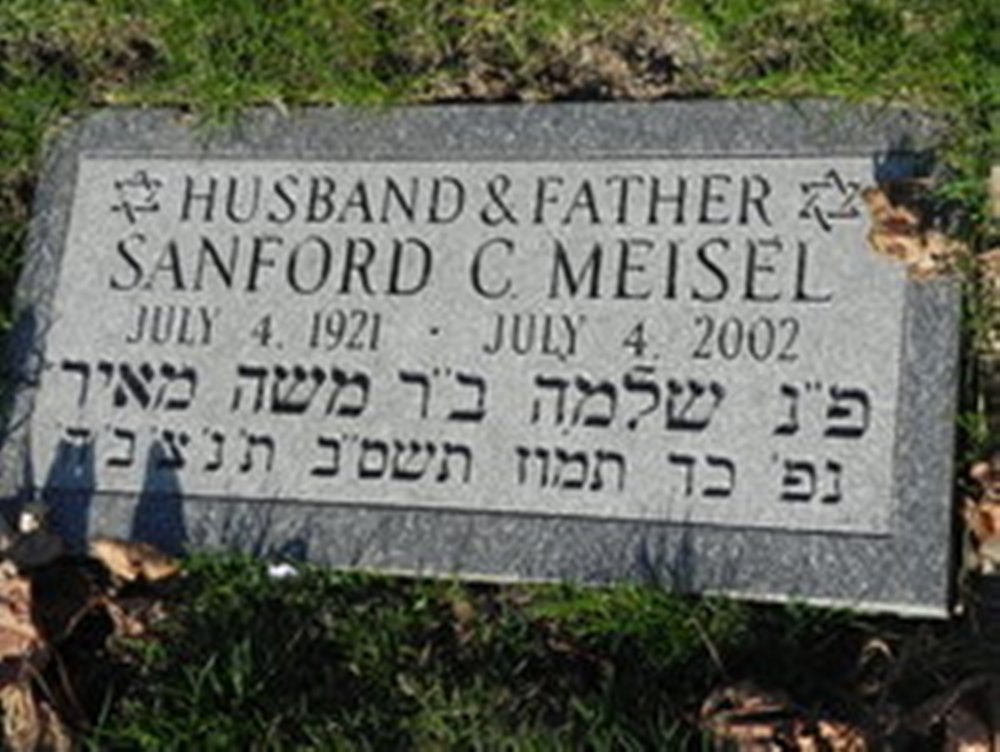 HUSBAND & FATHER
SANFORD C. MEISEL
JULY 4, 1921 · JULY 4, 2002
פ"נ שלמה ב"ר משה מאיר
נפ' כד תמוז תשס"ב ת'נ'צ'ב'ה